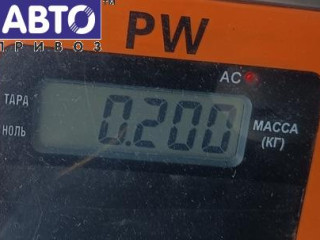 АВТО
ПРИВОЗ
PW
AC
ТАРА
НОЛЬ
0.200
МАССА
(КГ)